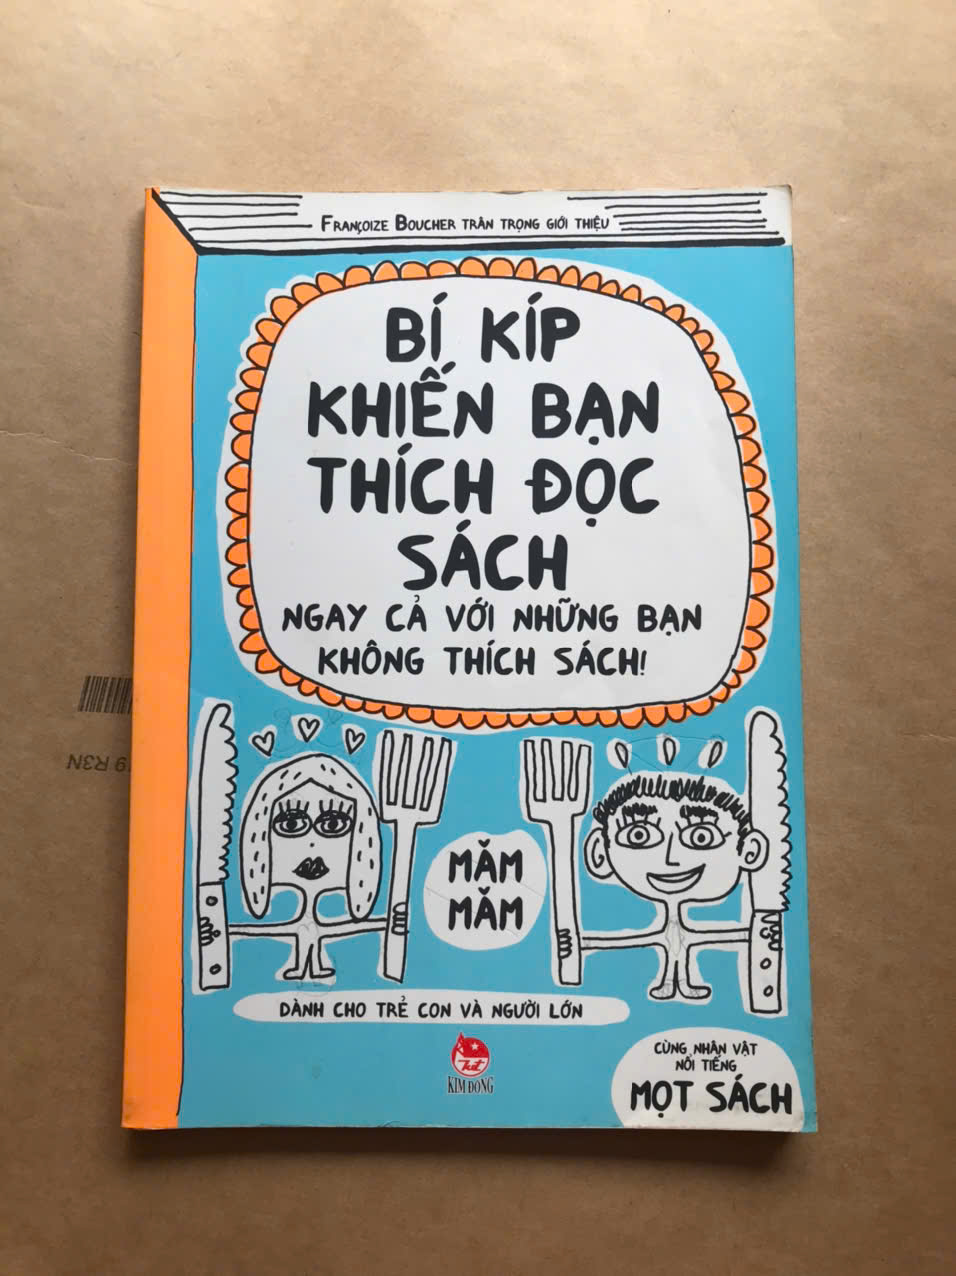 FRANÇOIZE BOUCHER TRÂN TRỌNG GIỚI THIỆU
BÍ KÍP
KHIẾN BẠN
THÍCH ĐỌC
SÁCH
NGAY CẢ VỚI NHỮNG BẠN
KHÔNG THÍCH SÁCH!
MĂM
MĂM
DÀNH CHO TRẺ CON VÀ NGƯỜI LỚN
KIM ĐỒNG
CÙNG NHÂN VẬT
NỔI TIẾNG
MỌT SÁCH